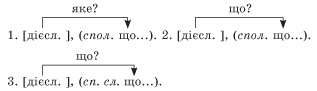 яке? що?
1. [дієсл. ], (спол. що...). 2. [дієсл. ], (спол. що...).
що?
3. [дієсл. ], (сп. сл. що...).